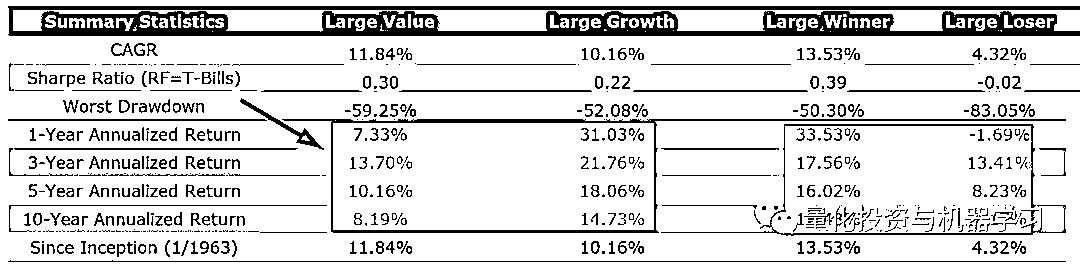 Summary Statistics Large Value Large Growth Large Winner Large Loser
CAGR 11.84% 10.16% 13.53% 4.32%
Sharpe Ratio (RF=T-Bills) 0.30 0.22 0.39 -0.02
Worst Drawdown -59.25% -52.08% -50.30% -83.05%
1-Year Annualized Return 7.33% 31.03% 33.53% -1.69%
3-Year Annualized Return 13.70% 21.76% 17.56% 13.41%
5-Year Annualized Return 10.16% 18.06% 16.02% 8.23%
10-Year Annualized Return 8.19% 14.73%
量化投资与机器学习
Since Inception (1/1963) 11.84% 10.16% 13.53% 4.32%